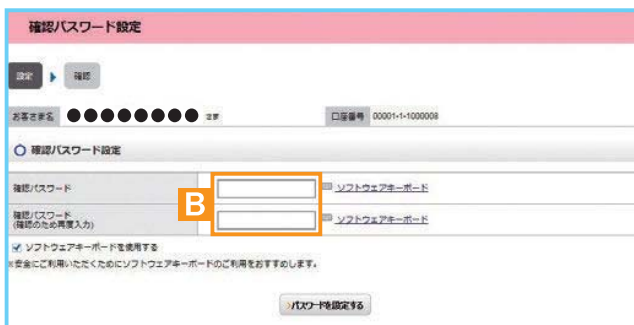 確認パスワード設定
設定 ▶ 確認
お客さま名 ●●●●●●●●● さま 口座番号 00001-1-1000008
確認パスワード設定
確認パスワード ソフトウェアキーボード
B
確認パスワード ソフトウェアキーボード
(確認のため再度入力)
ソフトウェアキーボードを使用する
※安全にご利用いただくためにソフトウェアキーボードのご利用をおすすめします。
パスワードを設定する